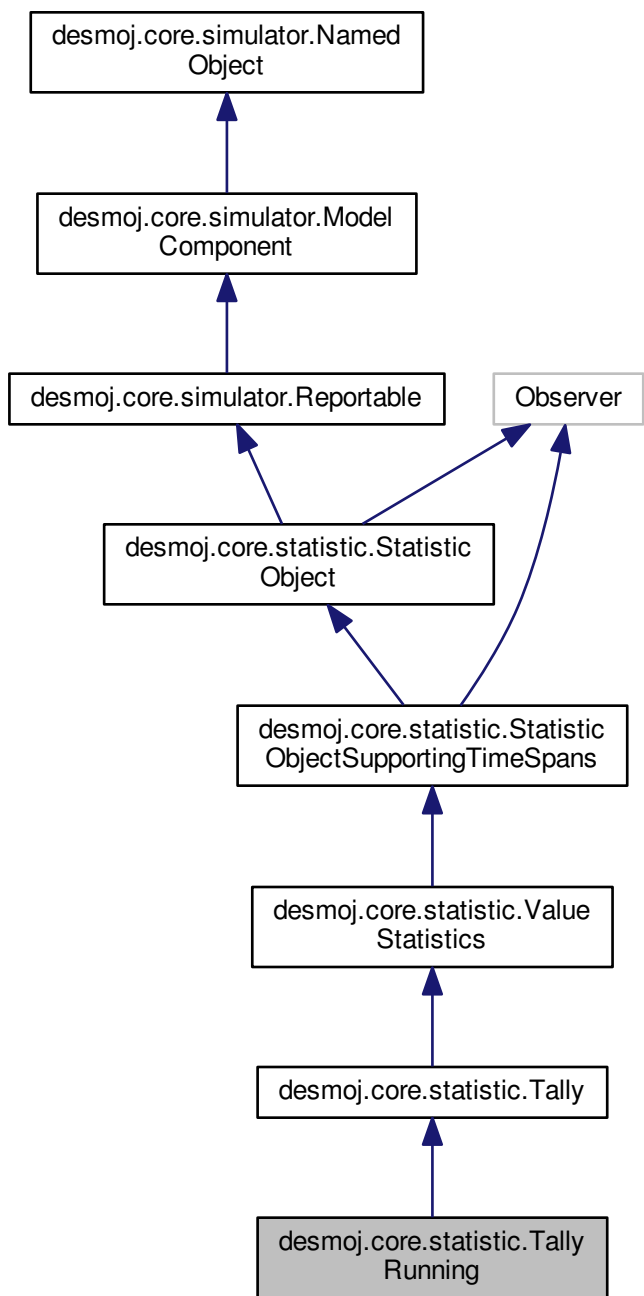 desmoj.core.simulator.Named
Object
desmoj.core.simulator.Model
Component
desmoj.core.simulator.Reportable
Observer
desmoj.core.statistic.Statistic
Object
desmoj.core.statistic.Statistic
ObjectSupportingTimeSpans
desmoj.core.statistic.Value
Statistics
desmoj.core.statistic.Tally
desmoj.core.statistic.Tally
Running